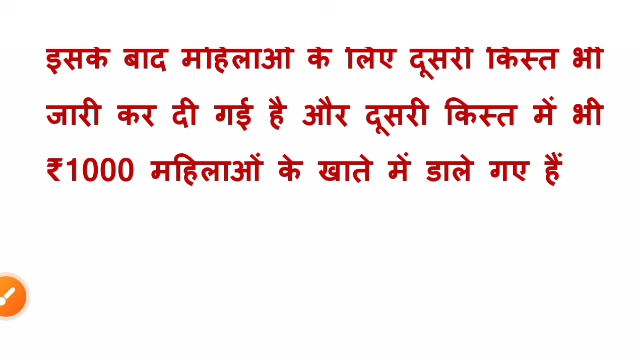 इसके बाद महिलाओं के लिए दूसरी किस्त भी
जारी कर दी गई है और दूसरी किस्त में भी
₹1000 महिलाओं के खाते में डाले गए हैं